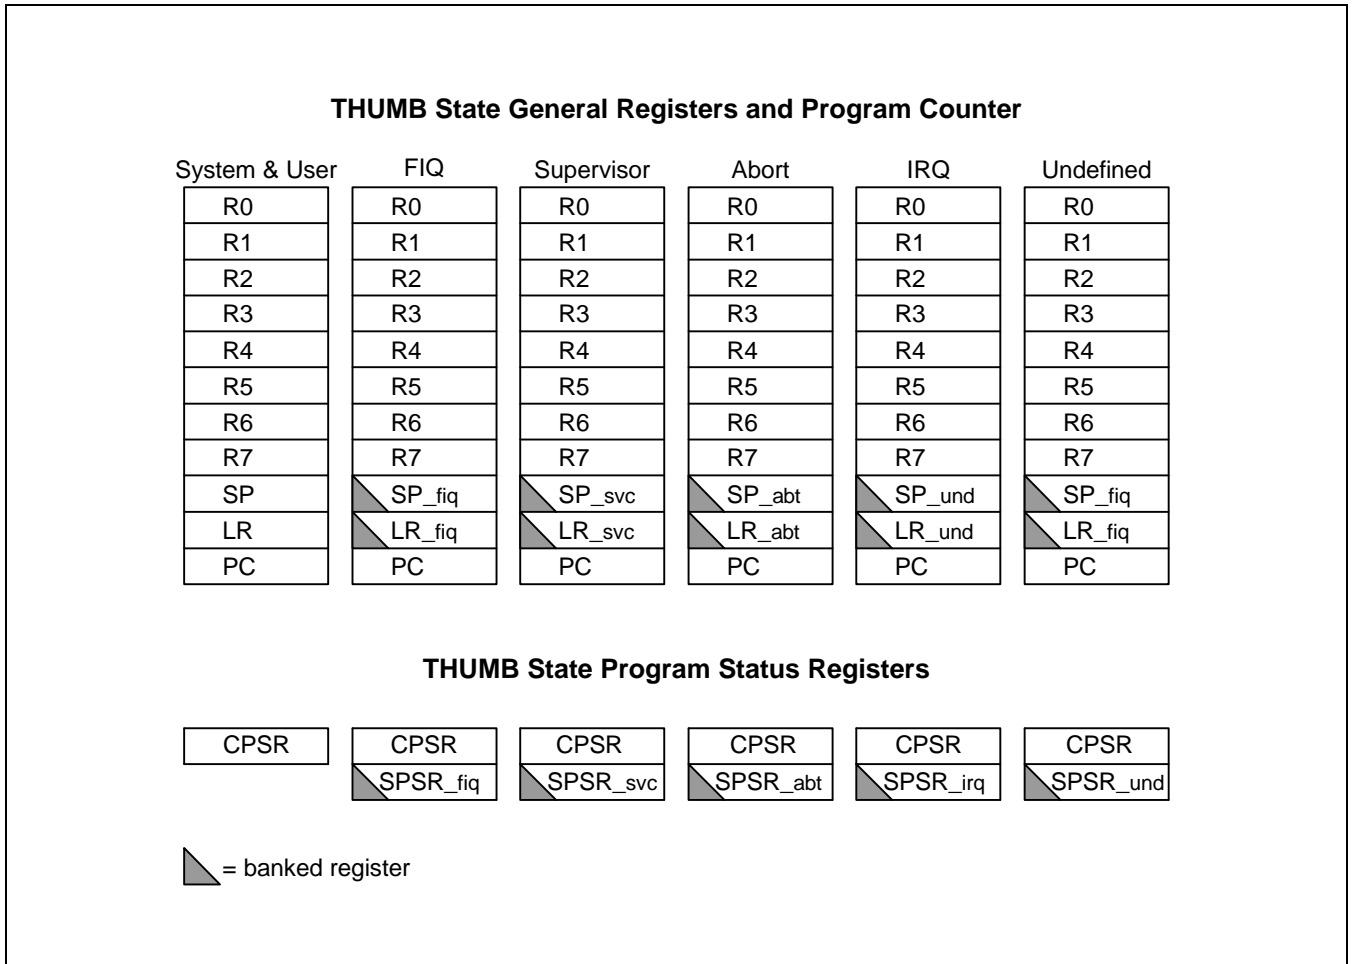 THUMB State General Registers and Program Counter
System & User FIQ Supervisor Abort IRQ Undefined
R0 R0 R0 R0 R0 R0
R1 R1 R1 R1 R1 R1
R2 R2 R2 R2 R2 R2
R3 R3 R3 R3 R3 R3
R4 R4 R4 R4 R4 R4
R5 R5 R5 R5 R5 R5
R6 R6 R6 R6 R6 R6
R7 R7 R7 R7 R7 R7
SP SP_fiq SP_svc SP_abt SP_und SP_fiq
LR LR_fiq LR_svc LR_abt LR_und LR_fiq
PC PC PC PC PC PC
THUMB State Program Status Registers
CPSR CPSR CPSR CPSR CPSR CPSR
SPSR_fiq SPSR_svc SPSR_abt SPSR_irq SPSR_und
= banked register